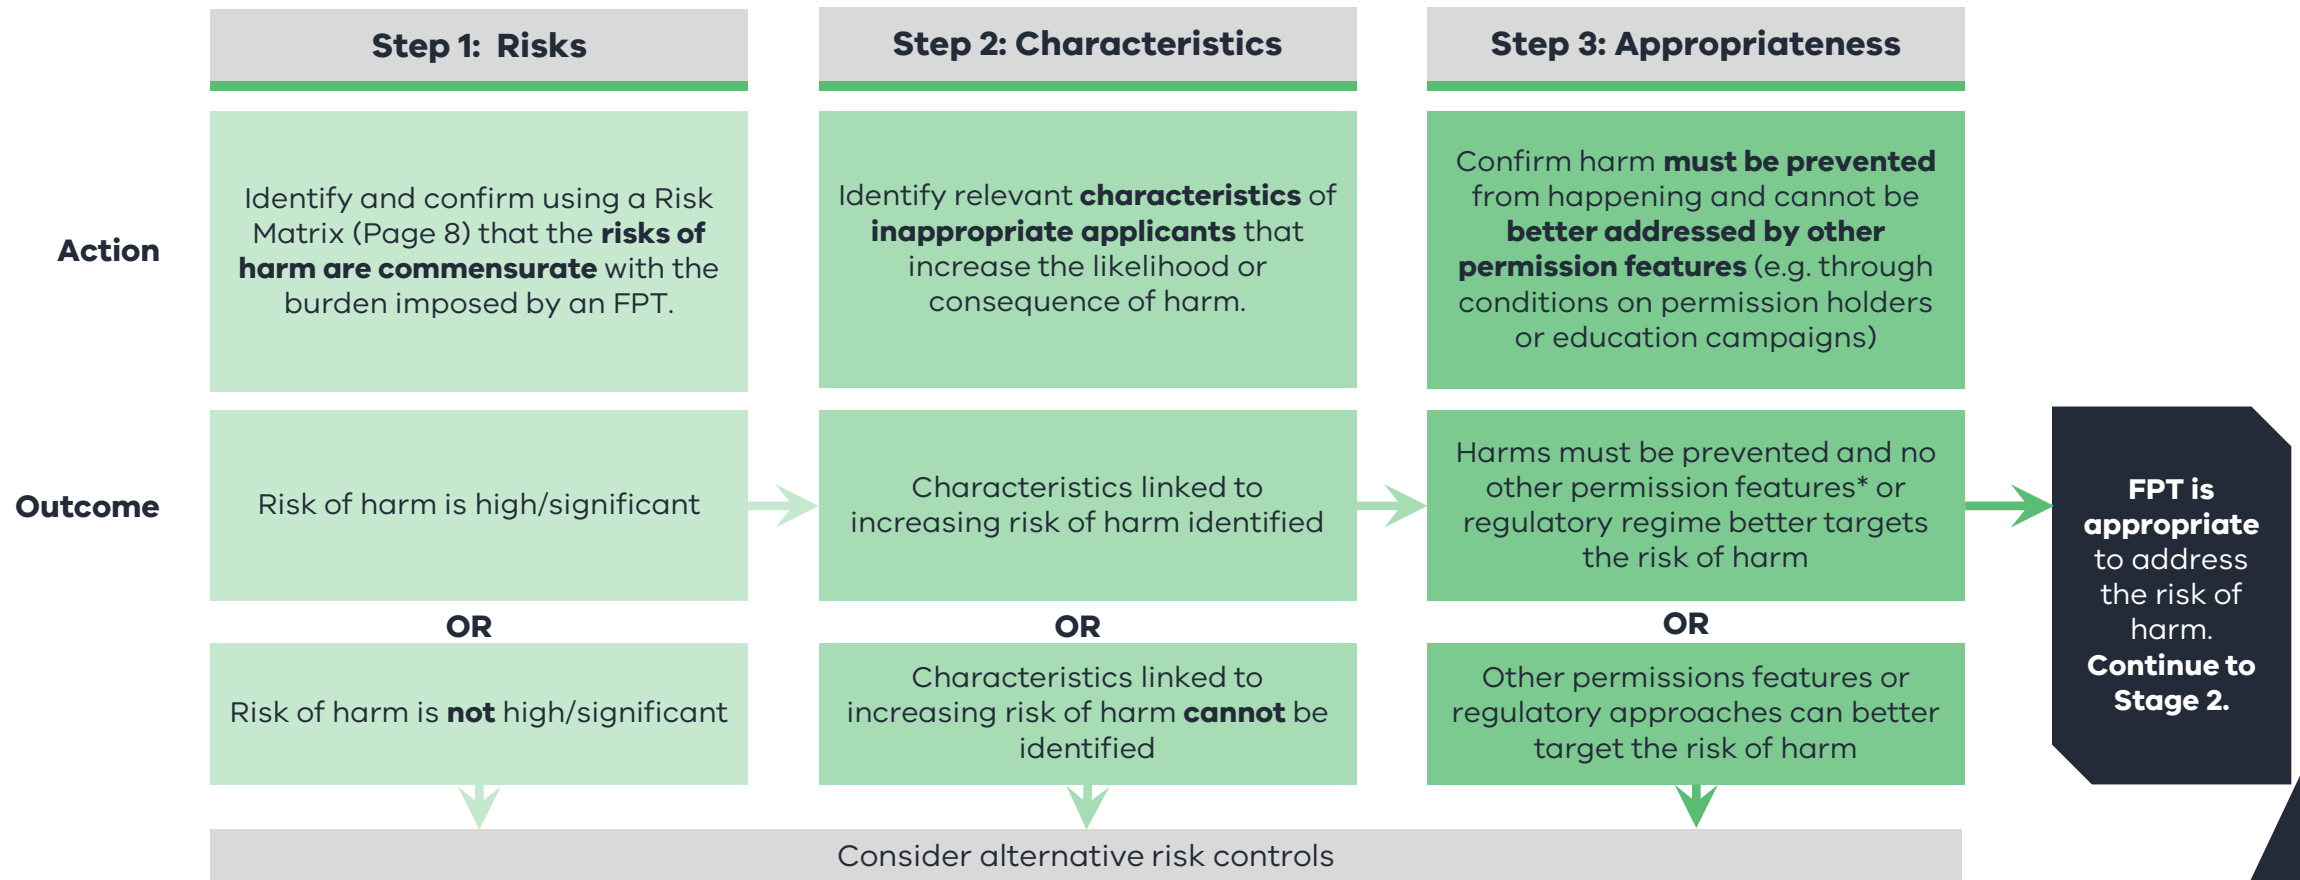 Step 1: Risks
Step 2: Characteristics
Step 3: Appropriateness
Action
Identify and confirm using a Risk
Matrix (Page 8) that the risks of
harm are commensurate with the
burden imposed by an FPT.
Identify relevant characteristics of
inappropriate applicants that
increase the likelihood or
consequence of harm.
Confirm harm must be prevented
from happening and cannot be
better addressed by other
permission features (e.g. through
conditions on permission holders
or education campaigns)
Outcome
Risk of harm is high/significant
Characteristics linked to
increasing risk of harm identified
Harms must be prevented and no
other permission features* or
regulatory regime better targets
the risk of harm
FPT is
appropriate
to address
the risk of
harm.
Continue to
Stage 2.
OR
OR
OR
Risk of harm is not high/significant
Characteristics linked to
increasing risk of harm cannot be
identified
Other permissions features or
regulatory approaches can better
target the risk of harm
Consider alternative risk controls